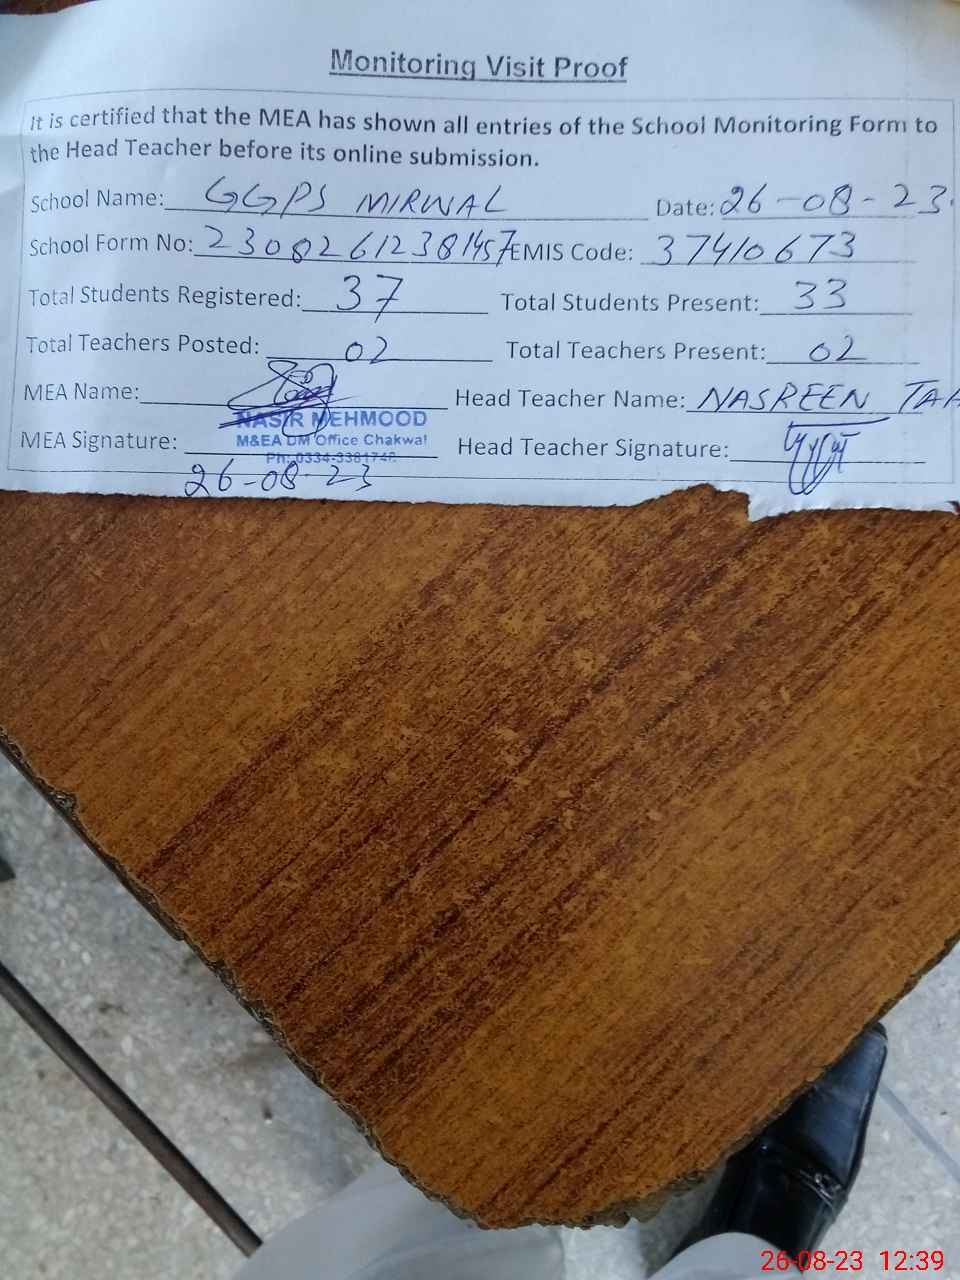 Monitoring Visit Proof
It is certified that the MEA has shown all entries of the School Monitoring Form to
the Head Teacher before its online submission.
School Name: GGPS MIRWAL Date: 26-08-23
School Form No: 23082612381457 EMIS Code: 37410673
Total Students Registered: 37 Total Students Present: 33
Total Teachers Posted: 02 Total Teachers Present: 02
MEA Name: Head Teacher Name: NASREEN
NASIR MEHMOOD
MEA Signature: M&EA DM Office Chakwal Head Teacher Signature:
Ph: 0334-3381748
26-08-23
26-08-23 12:39